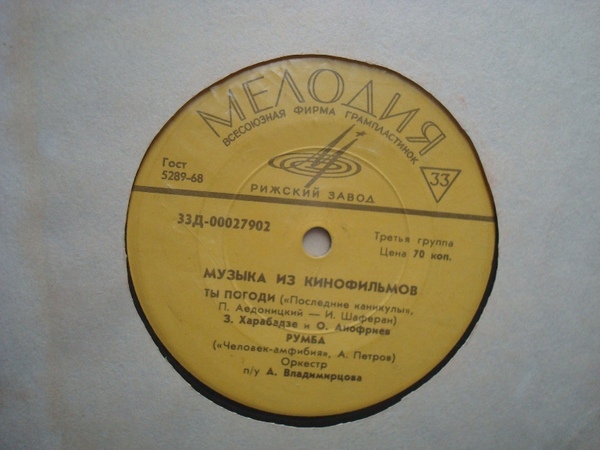 МЕЛОДИЯ
ВСЕСОЮЗНАЯ ФИРМА ГРАМПЛАСТИНОК
Гост
5289-68
33
РИЖСКИЙ ЗАВОД
33Д-00027902
Третья группа
Цена 70 коп.
МУЗЫКА ИЗ КИНОФИЛЬМОВ
ТЫ ПОГОДИ («Последние каникулы»,
П. Аедоницкий — И. Шаферан)
З. Харабадзе и О. Анофриев
РУМБА
(«Человек-амфибия», А. Петров)
Оркестр
п/у А. Владимирцова